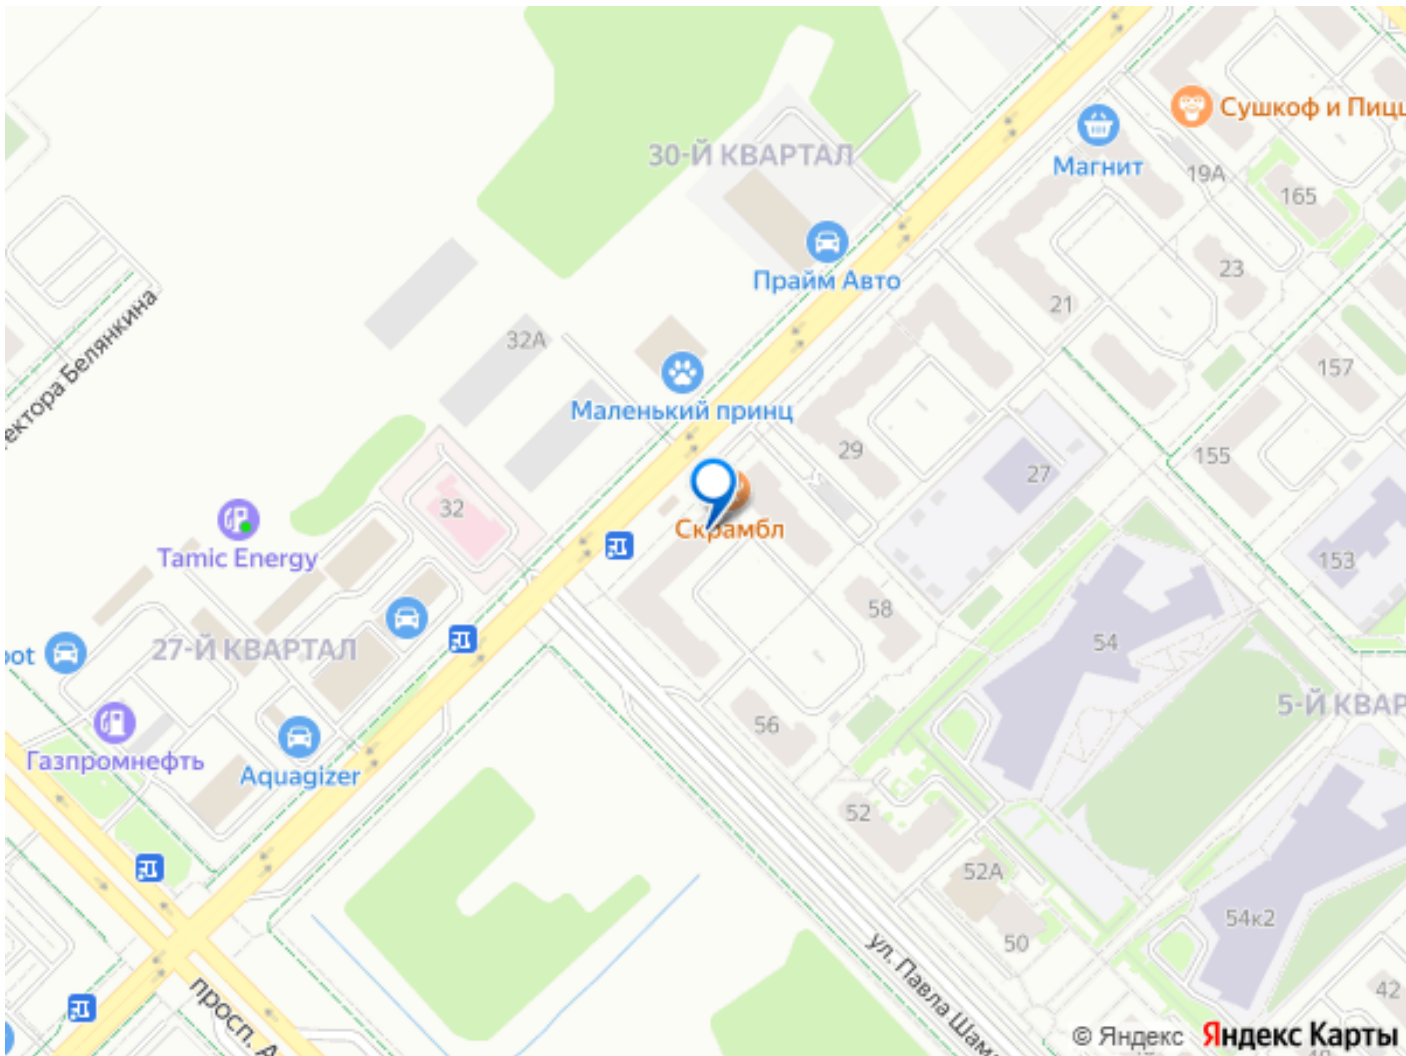 Сушкоф и Пицц
30-Й КВАРТАЛ
Магнит
19А
165
23
Прайм Авто
21
32А
157
Маленький принц
29
155
27
32
Скрамбл
Tamic Energy
153
58
54
27-Й КВАРТАЛ
5-Й КВАР
56
Газпромнефть
Aquagizer
52
52А
54к2
50
42
ектора Белянкина
ул. Павла Шам
просп. А
© Яндекс Яндекс Карты